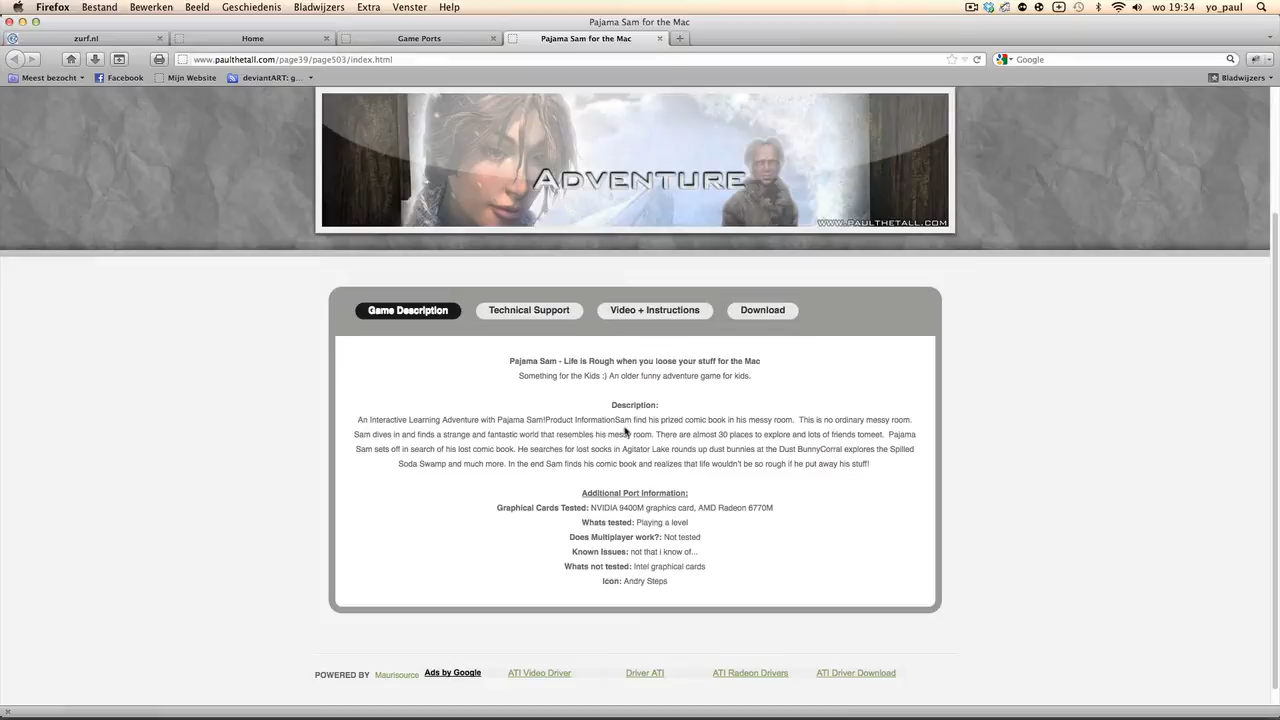 Firefox Bestand Bewerken Beeld Geschiedenis Bladwijzers Extra Venster Help wo 19:34 yo_paul
Pajama Sam for the Mac
zurf.nl Home Game Ports Pajama Sam for the Mac
www.paulthetall.com/page39/page503/index.html Google
Meest bezocht Facebook Mijn Website deviantART: g... Bladwijzers
ADVENTURE
WWW.PAULTHETALL.COM
Game Description Technical Support Video + Instructions Download
Pajama Sam - Life is Rough when you loose your stuff for the Mac
Something for the Kids :) An older funny adventure game for kids.
Description:
An Interactive Learning Adventure with Pajama Sam!Product InformationSam find his prized comic book in his messy room. This is no ordinary messy room.
Sam dives in and finds a strange and fantastic world that resembles his messy room. There are almost 30 places to explore and lots of friends tomeet. Pajama
Sam sets off in search of his lost comic book. He searches for lost socks in Agitator Lake rounds up dust bunnies at the Dust BunnyCorral explores the Spilled
Soda Swamp and much more. In the end Sam finds his comic book and realizes that life wouldn't be so rough if he put away his stuff!
Additional Port Information:
Graphical Cards Tested: NVIDIA 9400M graphics card, AMD Radeon 6770M
Whats tested: Playing a level
Does Multiplayer work?: Not tested
Known Issues: not that i know of...
Whats not tested: Intel graphical cards
Icon: Andry Steps
POWERED BY Maurisource Ads by Google ATI Video Driver Driver ATI ATI Radeon Drivers ATI Driver Download